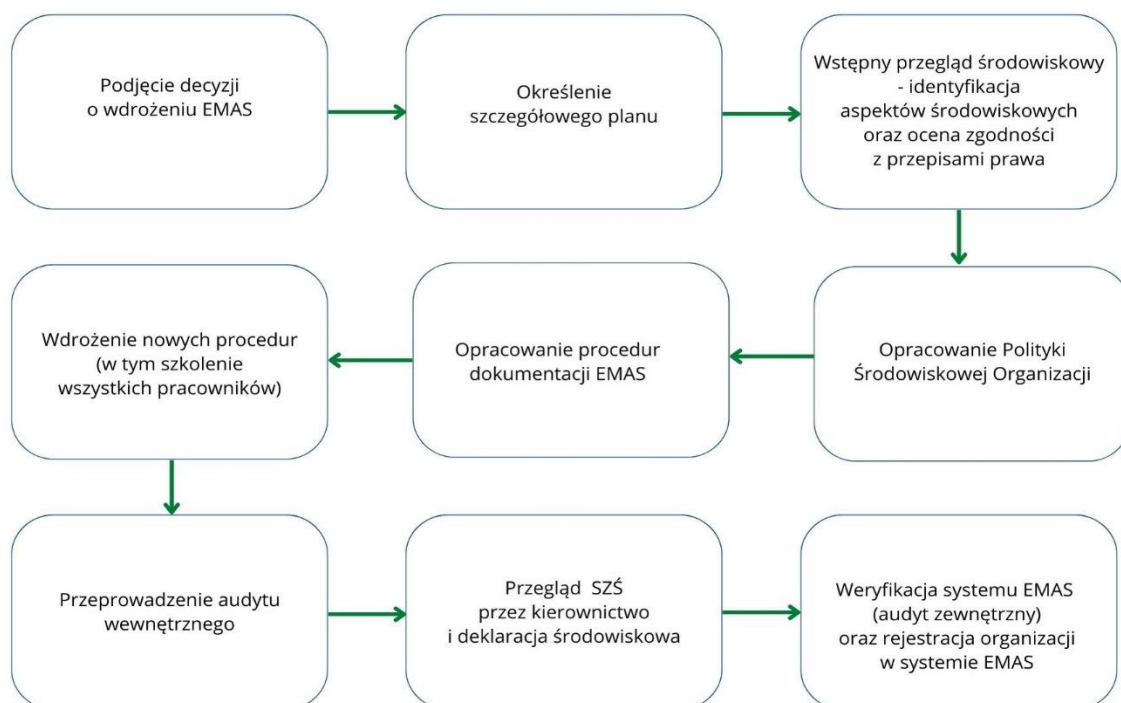 Podjęcie decyzji
o wdrożeniu EMAS
Określenie
szczegółowego planu
Wstępny przegląd środowiskowy
- identyfikacja
aspektów środowiskowych
oraz ocena zgodności
z przepisami prawa
Opracowanie Polityki
Środowiskowej Organizacji
Opracowanie procedur
dokumentacji EMAS
Wdrożenie nowych procedur
(w tym szkolenie
wszystkich pracowników)
Przeprowadzenie audytu
wewnętrznego
Przegląd SZŚ
przez kierownictwo
i deklaracja środowiskowa
Weryfikacja systemu EMAS
(audyt zewnętrzny)
oraz rejestracja organizacji
w systemie EMAS